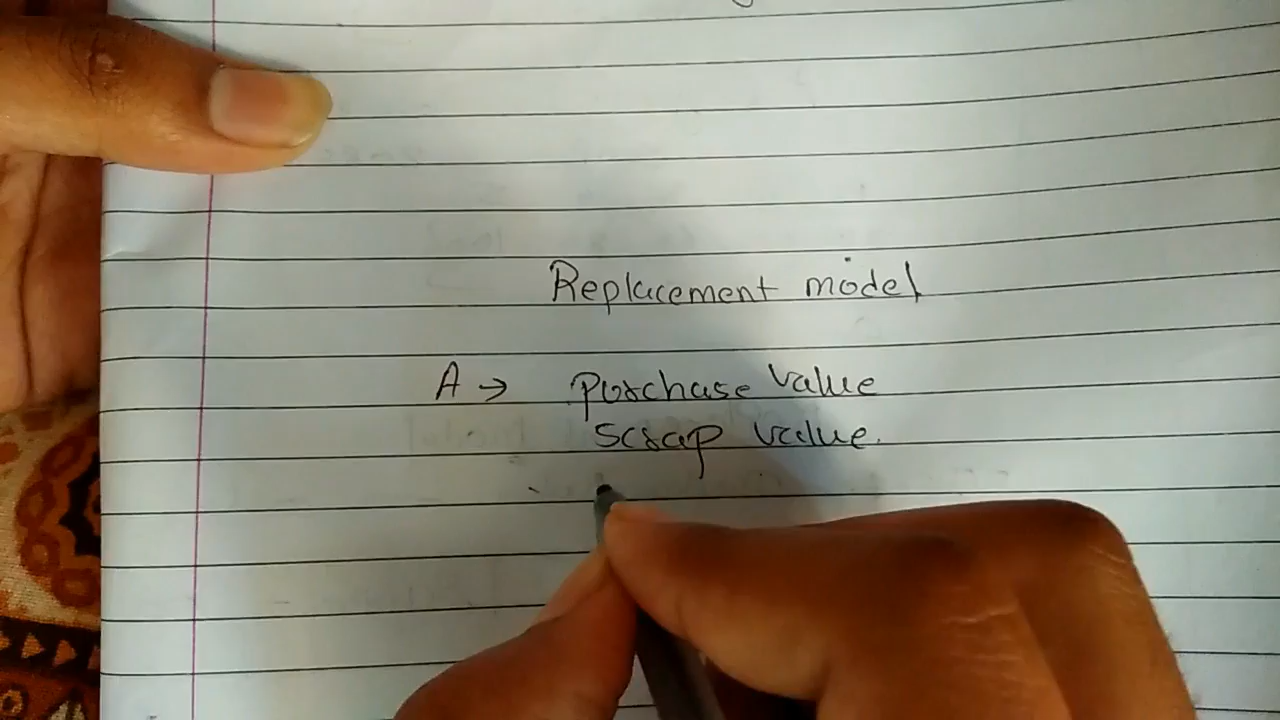 Replacement model
A → purchase value
scrap value.